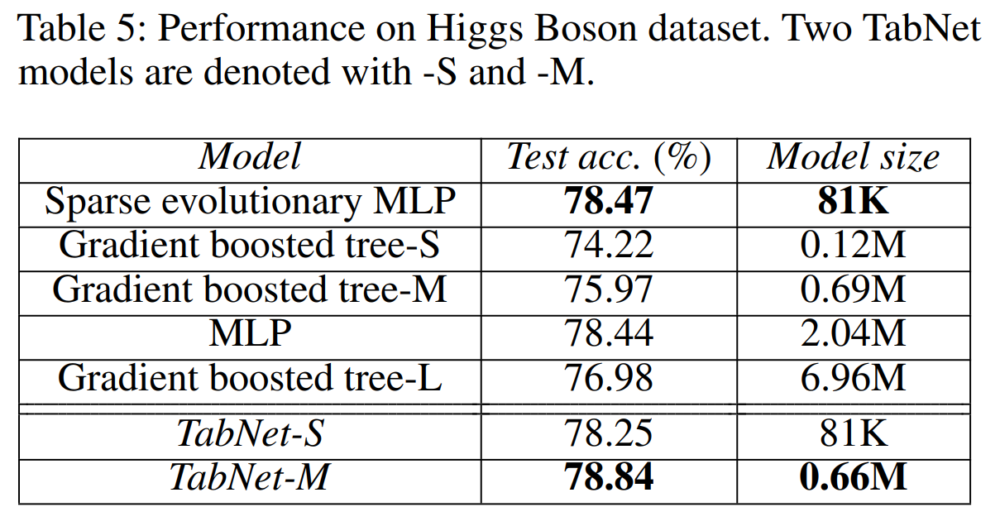 Table 5: Performance on Higgs Boson dataset. Two TabNet
models are denoted with -S and -M.
Model Test acc. (%) Model size
Sparse evolutionary MLP 78.47 81K
Gradient boosted tree-S 74.22 0.12M
Gradient boosted tree-M 75.97 0.69M
MLP 78.44 2.04M
Gradient boosted tree-L 76.98 6.96M
TabNet-S 78.25 81K
TabNet-M 78.84 0.66M